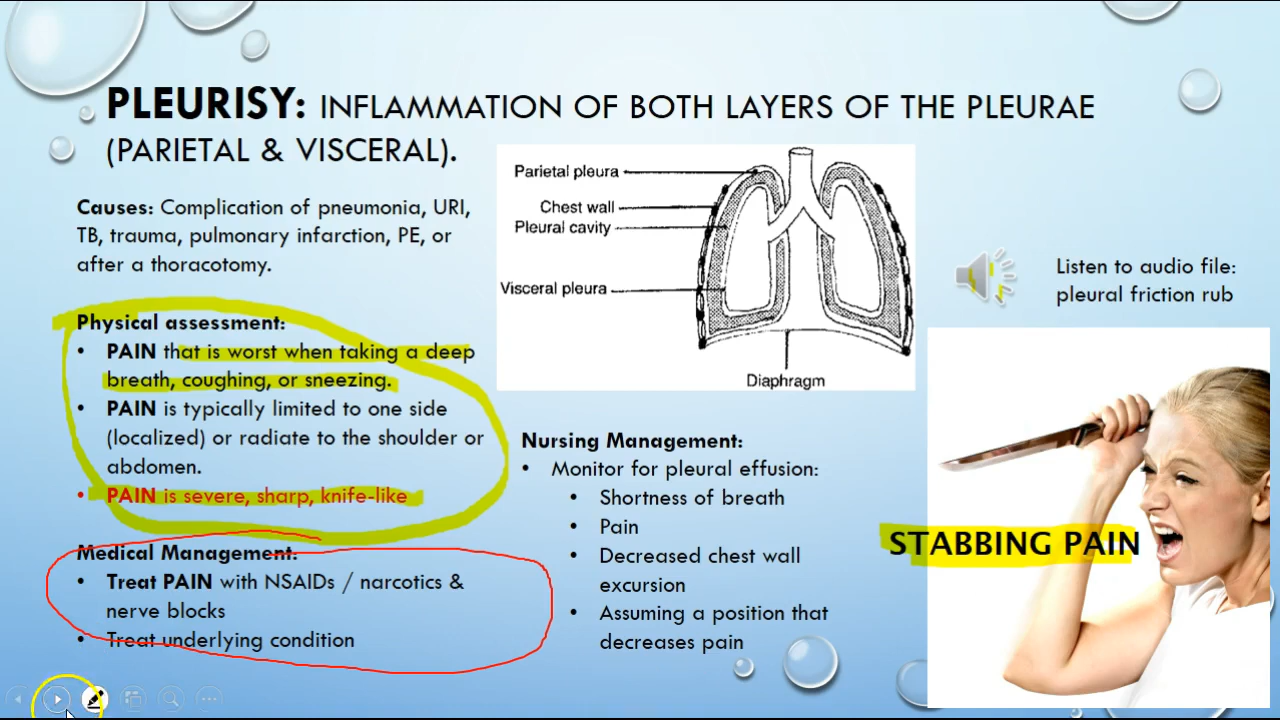 PLEURISY: INFLAMMATION OF BOTH LAYERS OF THE PLEURAE
(PARIETAL & VISCERAL).
Causes: Complication of pneumonia, URI,
TB, trauma, pulmonary infarction, PE, or
after a thoracotomy.
Physical assessment:
• PAIN that is worst when taking a deep
breath, coughing, or sneezing.
• PAIN is typically limited to one side
(localized) or radiate to the shoulder or
abdomen.
• PAIN is severe, sharp, knife-like
Medical Management:
• Treat PAIN with NSAIDs / narcotics &
nerve blocks
• Treat underlying condition
Parietal pleura
Chest wall
Pleural cavity
Visceral pleura
Diaphragm
Nursing Management:
• Monitor for pleural effusion:
• Shortness of breath
• Pain
• Decreased chest wall
excursion
• Assuming a position that
decreases pain
Listen to audio file:
pleural friction rub
STABBING PAIN